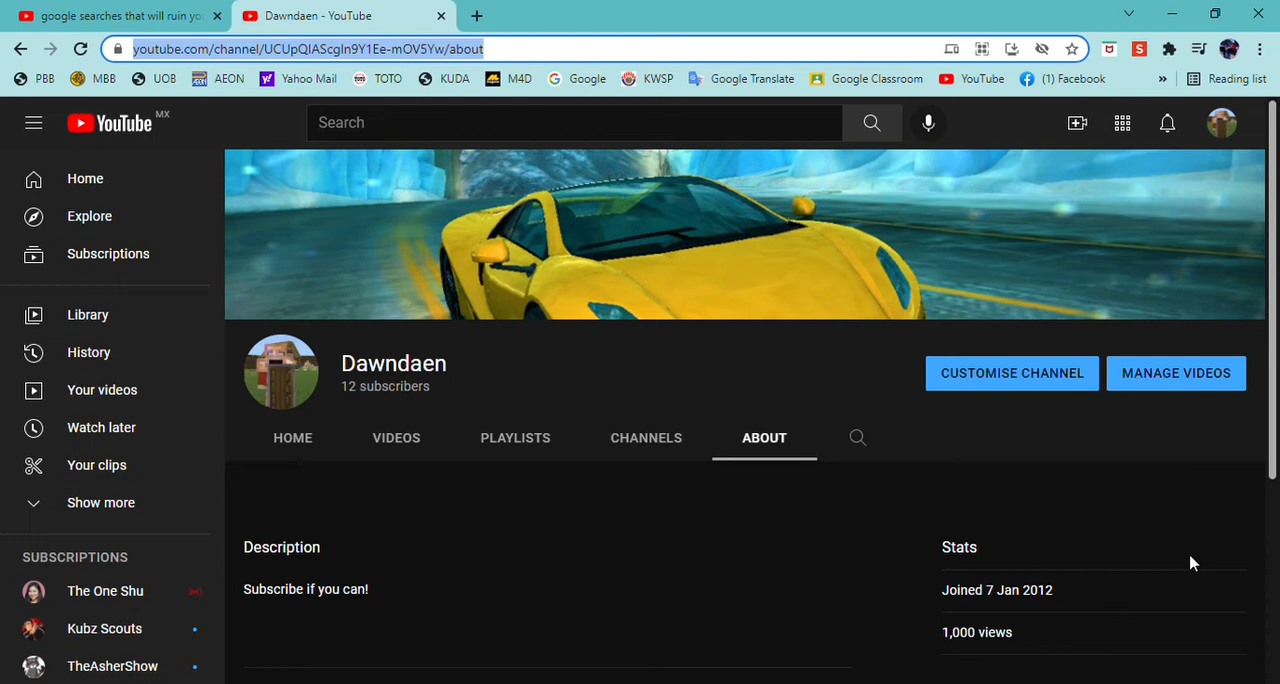 google searches that will ruin yo
Dawndaen - YouTube
youtube.com/channel/UCUpQIAScgIn9Y1Ee-mOV5Yw/about
PBB
MBB
UOB
AEON
Yahoo Mail
TOTO
KUDA
M4D
Google
KWSP
Google Translate
Google Classroom
YouTube
(1) Facebook
»
Reading list
YouTube MX
Search
Home
Explore
Subscriptions
Library
History
Your videos
Watch later
Your clips
Show more
SUBSCRIPTIONS
The One Shu
Kubz Scouts
TheAsherShow
Dawndaen
12 subscribers
CUSTOMISE CHANNEL
MANAGE VIDEOS
HOME
VIDEOS
PLAYLISTS
CHANNELS
ABOUT
Description
Subscribe if you can!
Stats
Joined 7 Jan 2012
1,000 views